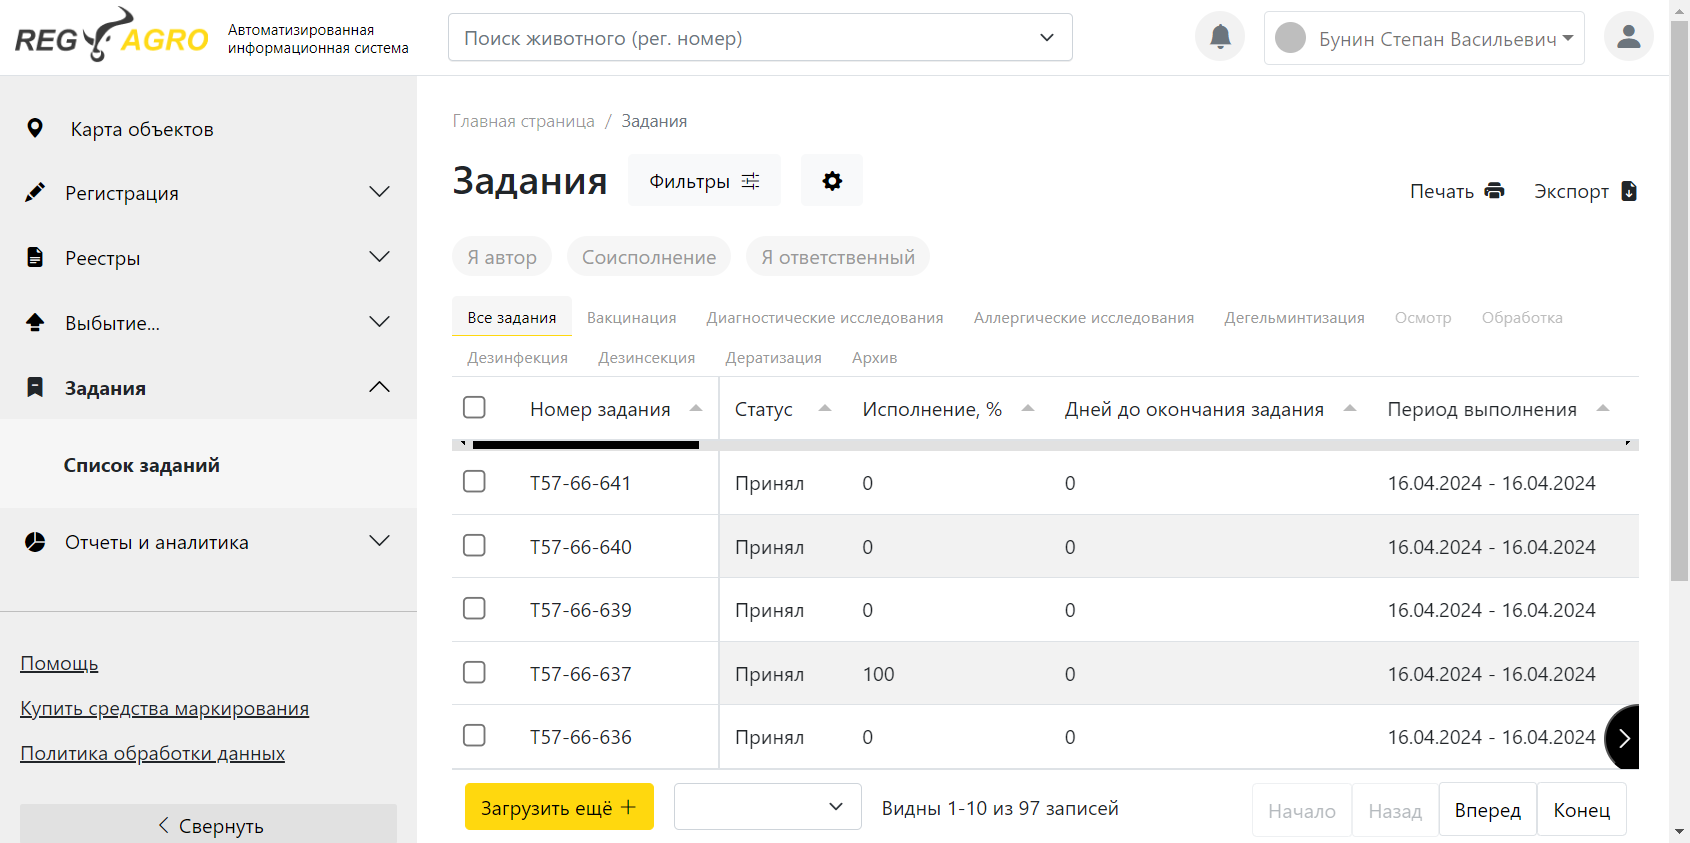 REG AGRO
Автоматизированная
информационная система
Поиск животного (рег. номер)
Бунин Степан Васильевич
Карта объектов
Регистрация
Реестры
Выбытие...
Задания
Список заданий
Отчеты и аналитика
Помощь
Купить средства маркирования
Политика обработки данных
Свернуть
Главная страница / Задания
Задания
Фильтры
Печать
Экспорт
Я автор
Соисполнение
Я ответственный
Все задания Вакцинация Диагностические исследования Аллергические исследования Дегельминтизация Осмотр Обработка
Дезинфекция Дезинсекция Дератизация Архив
Номер задания Статус Исполнение, % Дней до окончания задания Период выполнения
T57-66-641 Принял 0 0 16.04.2024 - 16.04.2024
T57-66-640 Принял 0 0 16.04.2024 - 16.04.2024
T57-66-639 Принял 0 0 16.04.2024 - 16.04.2024
T57-66-637 Принял 100 0 16.04.2024 - 16.04.2024
T57-66-636 Принял 0 0 16.04.2024 - 16.04.2024
Загрузить ещё +
Видны 1-10 из 97 записей
Начало Назад Вперед Конец